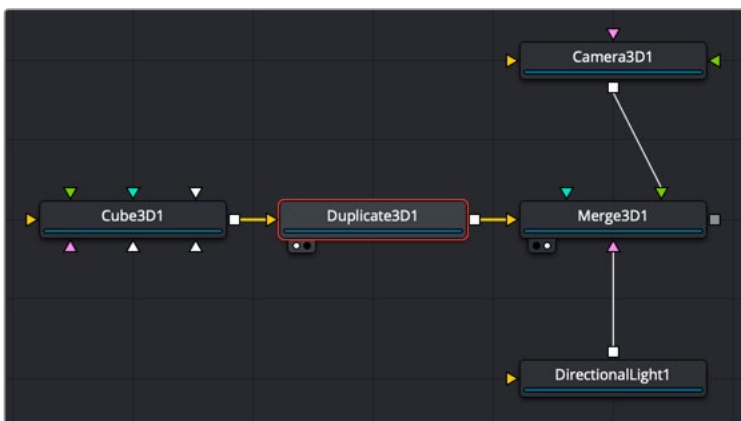 Camera3D1
Cube3D1
Duplicate3D1
Merge3D1
DirectionalLight1